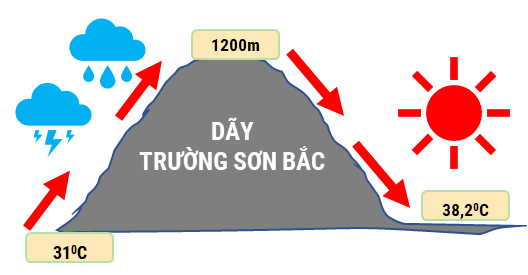 1200m
DÃY
TRƯỜNG SƠN BẮC
38,2⁰C
31⁰C